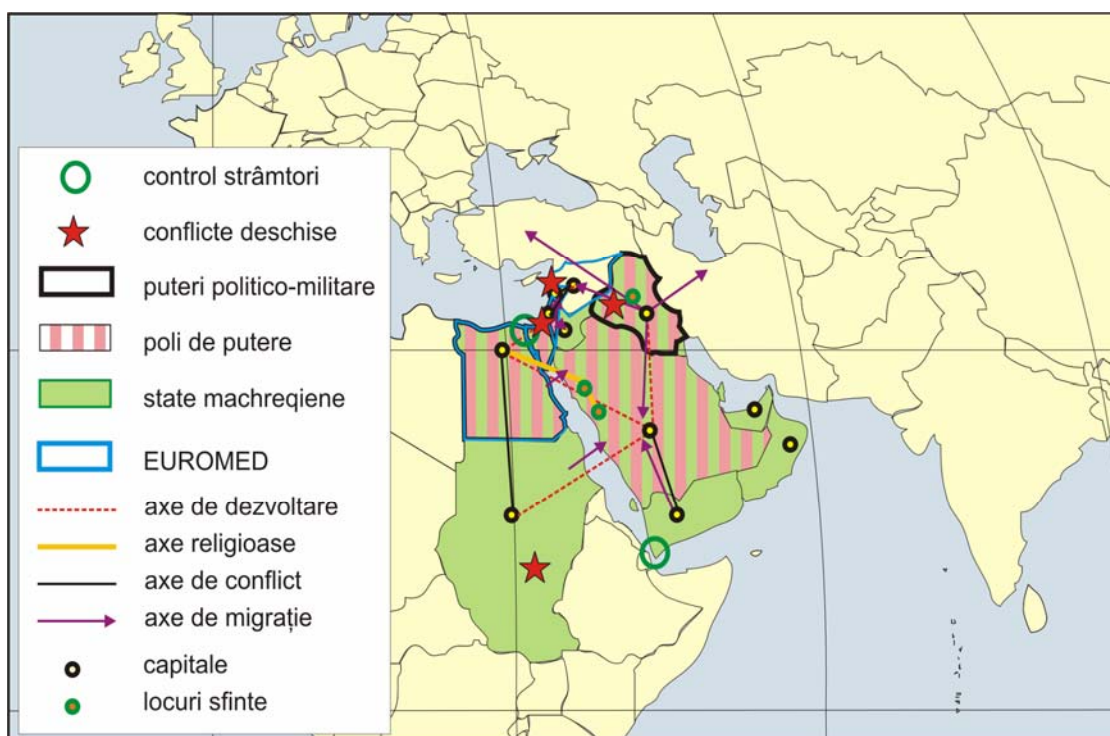 control strâmtori
conflicte deschise
puteri politico-militare
poli de putere
state machreqiene
EUROMED
axe de dezvoltare
axe religioase
axe de conflict
axe de migrație
capitale
locuri sfinte